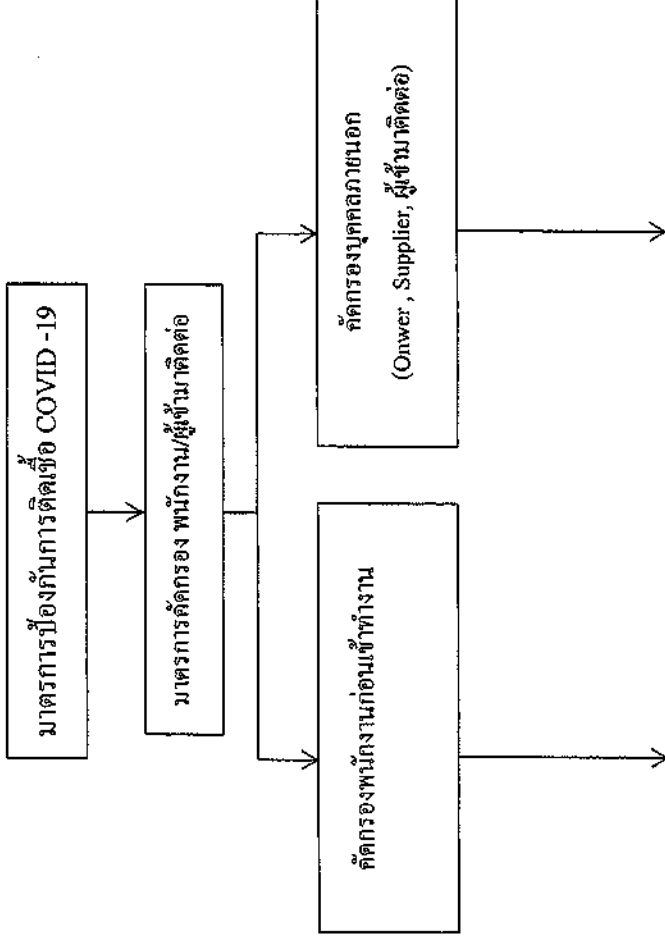 มาตรการป้องกันการติดเชื้อ COVID -19
มาตรการคัดกรอง พนักงาน/ผู้เข้ามาติดต่อ
คัดกรองพนักงานก่อนเข้าทำงาน
คัดกรองบุคคลภายนอก
(Onwer , Supplier, ผู้เข้ามาติดต่อ)